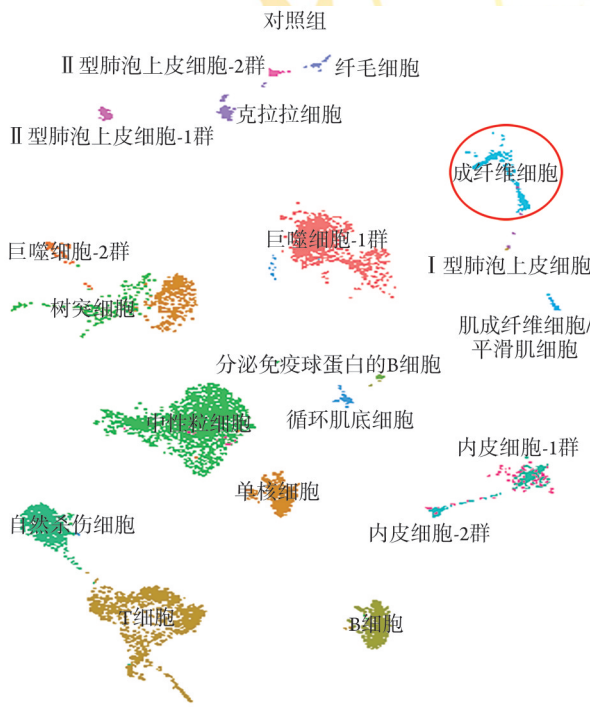 对照组
Ⅱ型肺泡上皮细胞-2群
纤毛细胞
克拉拉细胞
Ⅱ型肺泡上皮细胞-1群
成纤维细胞
巨噬细胞-1群
巨噬细胞-2群
Ⅰ型肺泡上皮细胞
树突细胞
肌成纤维细胞/
平滑肌细胞
分泌免疫球蛋白的B细胞
循环肌底细胞
中性粒细胞
内皮细胞-1群
单核细胞
自然杀伤细胞
内皮细胞-2群
T细胞
B细胞